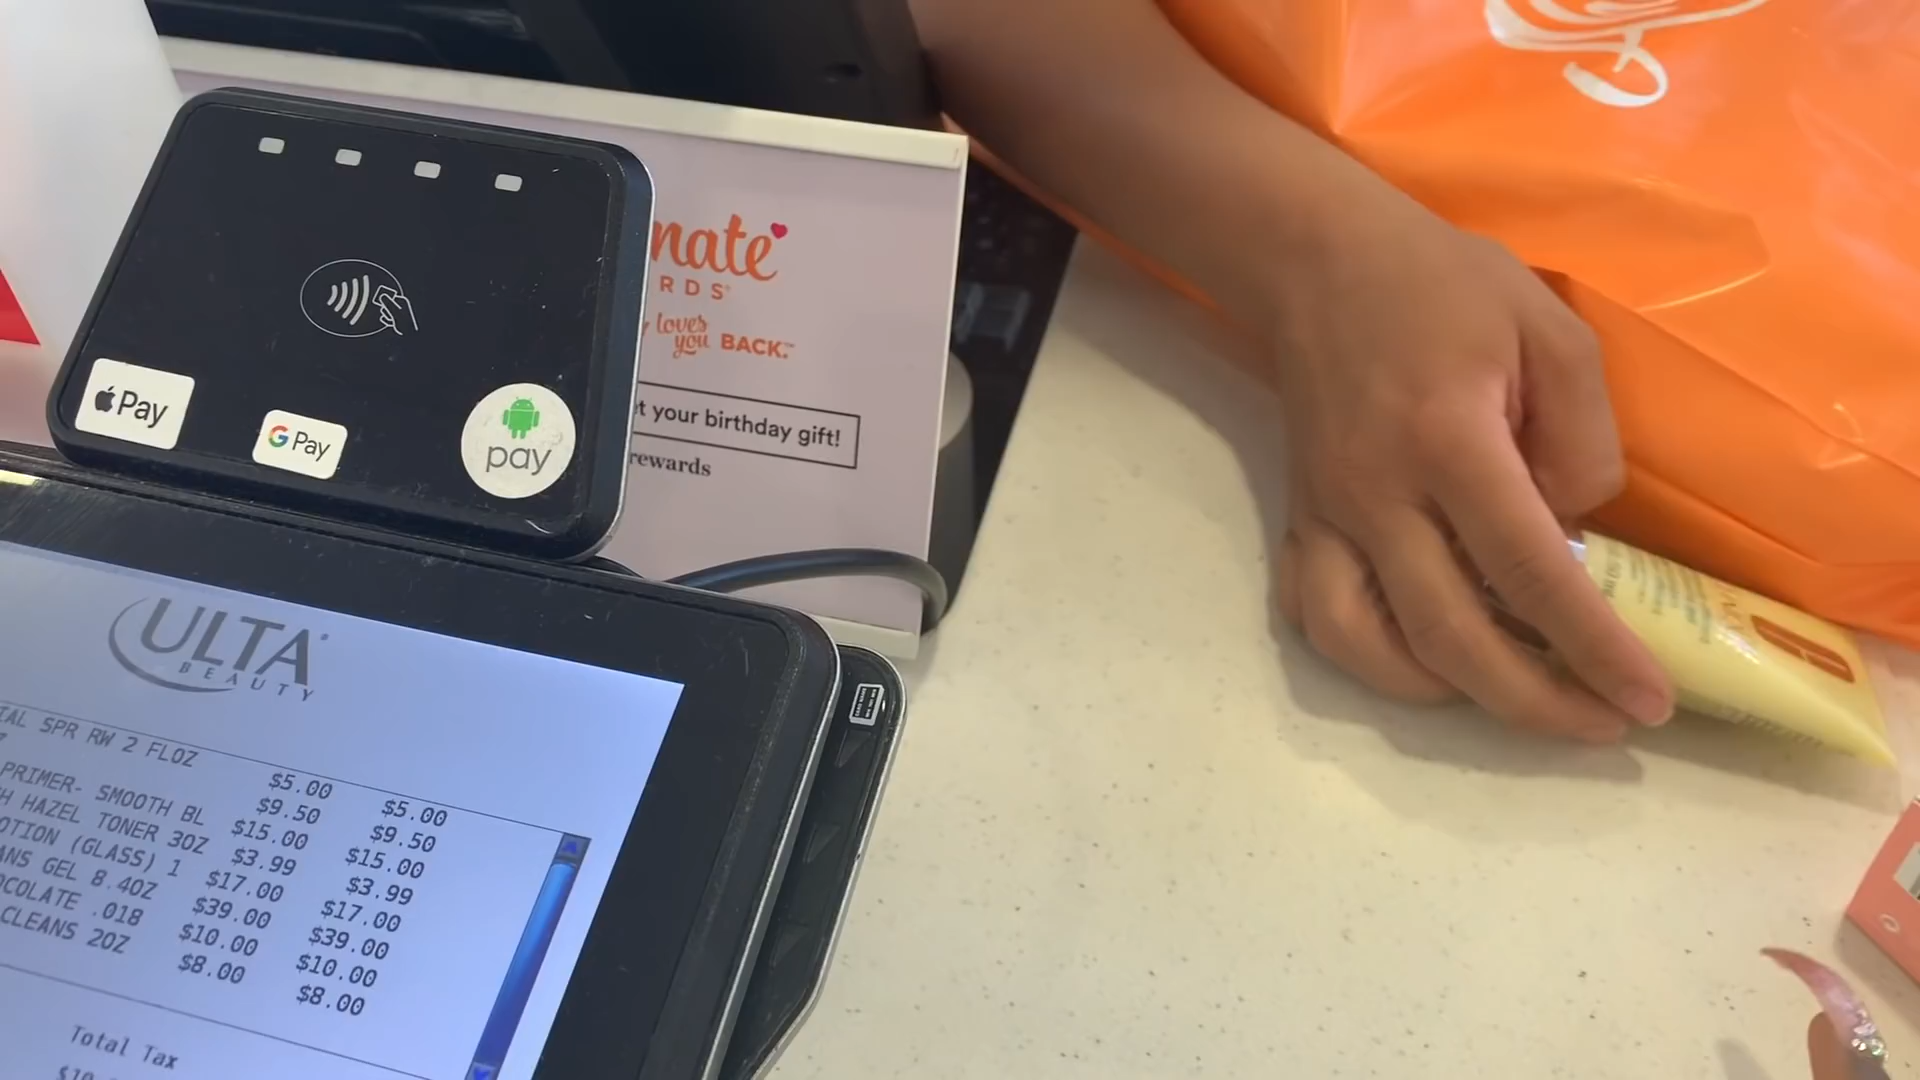 nate
RDS
loves
you BACK.™
t your birthday gift!
rewards
Pay
G Pay
pay
ULTA
BEAUTY
IAL SPR RW 2 FLOZ $5.00 $5.00
PRIMER- SMOOTH BL $9.50 $9.50
H HAZEL TONER 3OZ $15.00 $15.00
OTION (GLASS) 1 $3.99 $3.99
ANS GEL 8.4OZ $17.00 $17.00
OCOLATE .018 $39.00 $39.00
CLEANS 2OZ $10.00 $10.00
$8.00 $8.00
Total Tax